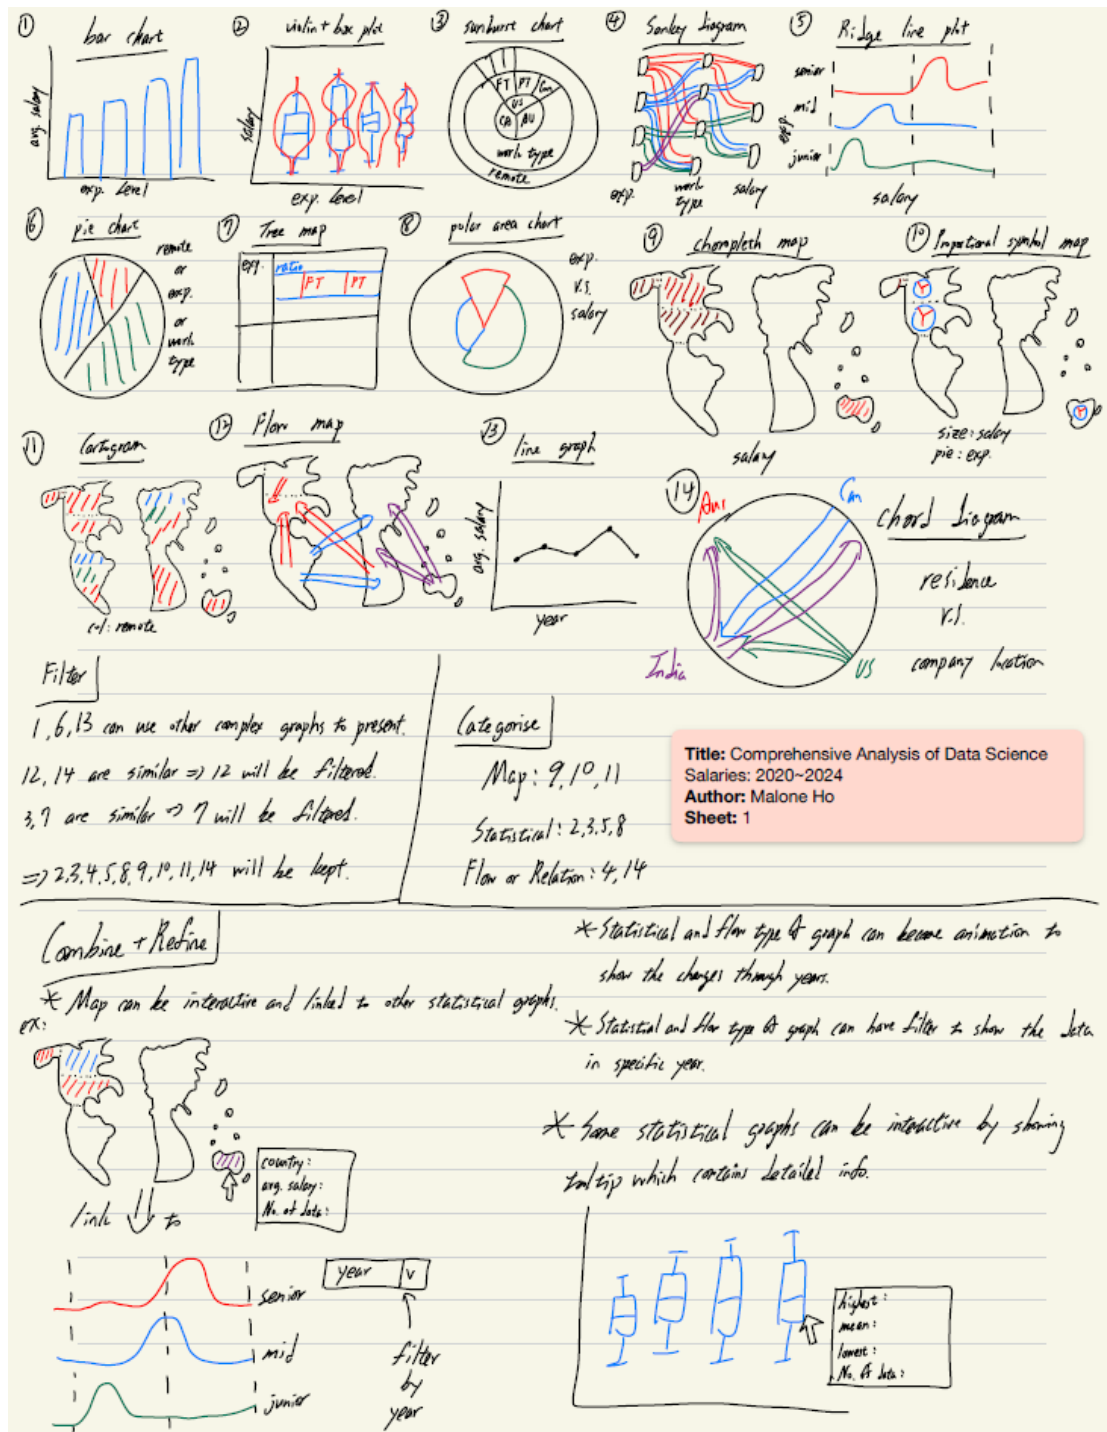 ① bar chart
avg. salary
exp. level
② violin + box plot
salary
exp. level
③ sunburst chart
FT PT Con
US
CA AU
work type
remote
④ Sankey diagram
exp.
work type
salary
⑤ Ridge line plot
senior
mid
junior
exp.
salary
⑥ pie chart
remote
or
exp.
or
work
type
⑦ Tree map
exp.
ratio
FT PT
⑧ polar area chart
exp.
v.s.
salary
⑨ choropleth map
salary
⑩ Proportional symbol map
size: salary
pie: exp.
⑪ Cartogram
col: remote
⑫ Flow map
⑬ line graph
avg. salary
year
⑭ Chord diagram
Aus
Can
India
US
residence
v.s.
company location
Filter
1, 6, 13 can use other complex graphs to present.
12, 14 are similar => 12 will be filtered.
3, 7 are similar => 7 will be filtered.
=> 2,3,4,5,8,9,10,11,14 will be kept.
Categorise
Map: 9,10,11
Statistical: 2,3,5,8
Flow or Relation: 4,14
Title: Comprehensive Analysis of Data Science
Salaries: 2020~2024
Author: Malone Ho
Sheet: 1
Combine + Refine
* Map can be interactive and linked to other statistical graphs.
ex:
country:
avg. salary:
No. of data:
link to
senior
mid
junior
year v
filter
by
year
* Statistical and flow type of graph can become animation to
show the changes through years.
* Statistical and flow type of graph can have filter to show the data
in specific year.
* Some statistical graphs can be interactive by showing
tooltip which contains detailed info.
highest:
mean:
lowest:
No. of data: